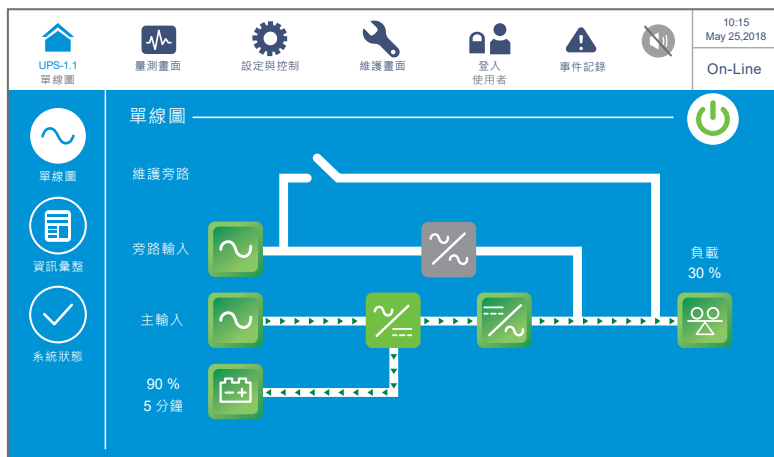 10:15
May 25,2018
UPS-1.1
單線圖
量測畫面
設定與控制
維護畫面
登入
使用者
事件記錄
On-Line
單線圖
資訊彙整
系統狀態
單線圖
維護旁路
旁路輸入
負載
30 %
主輸入
90 %
5 分鐘